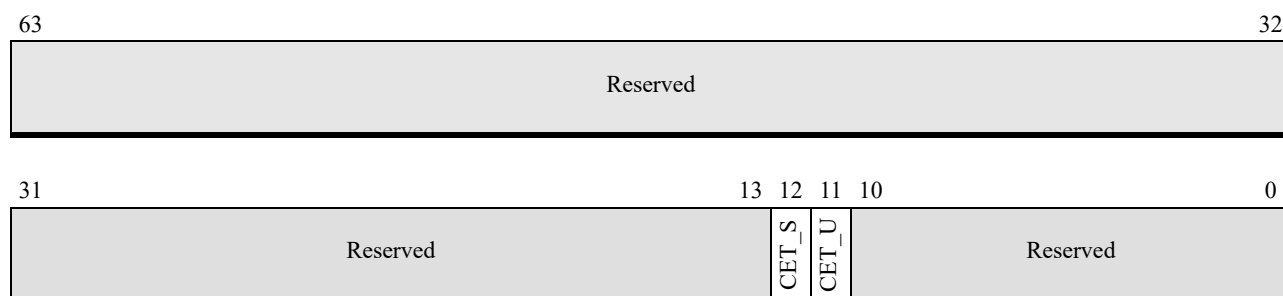 63 32
Reserved
31 13 12 11 10 0
Reserved CET_S CET_U Reserved